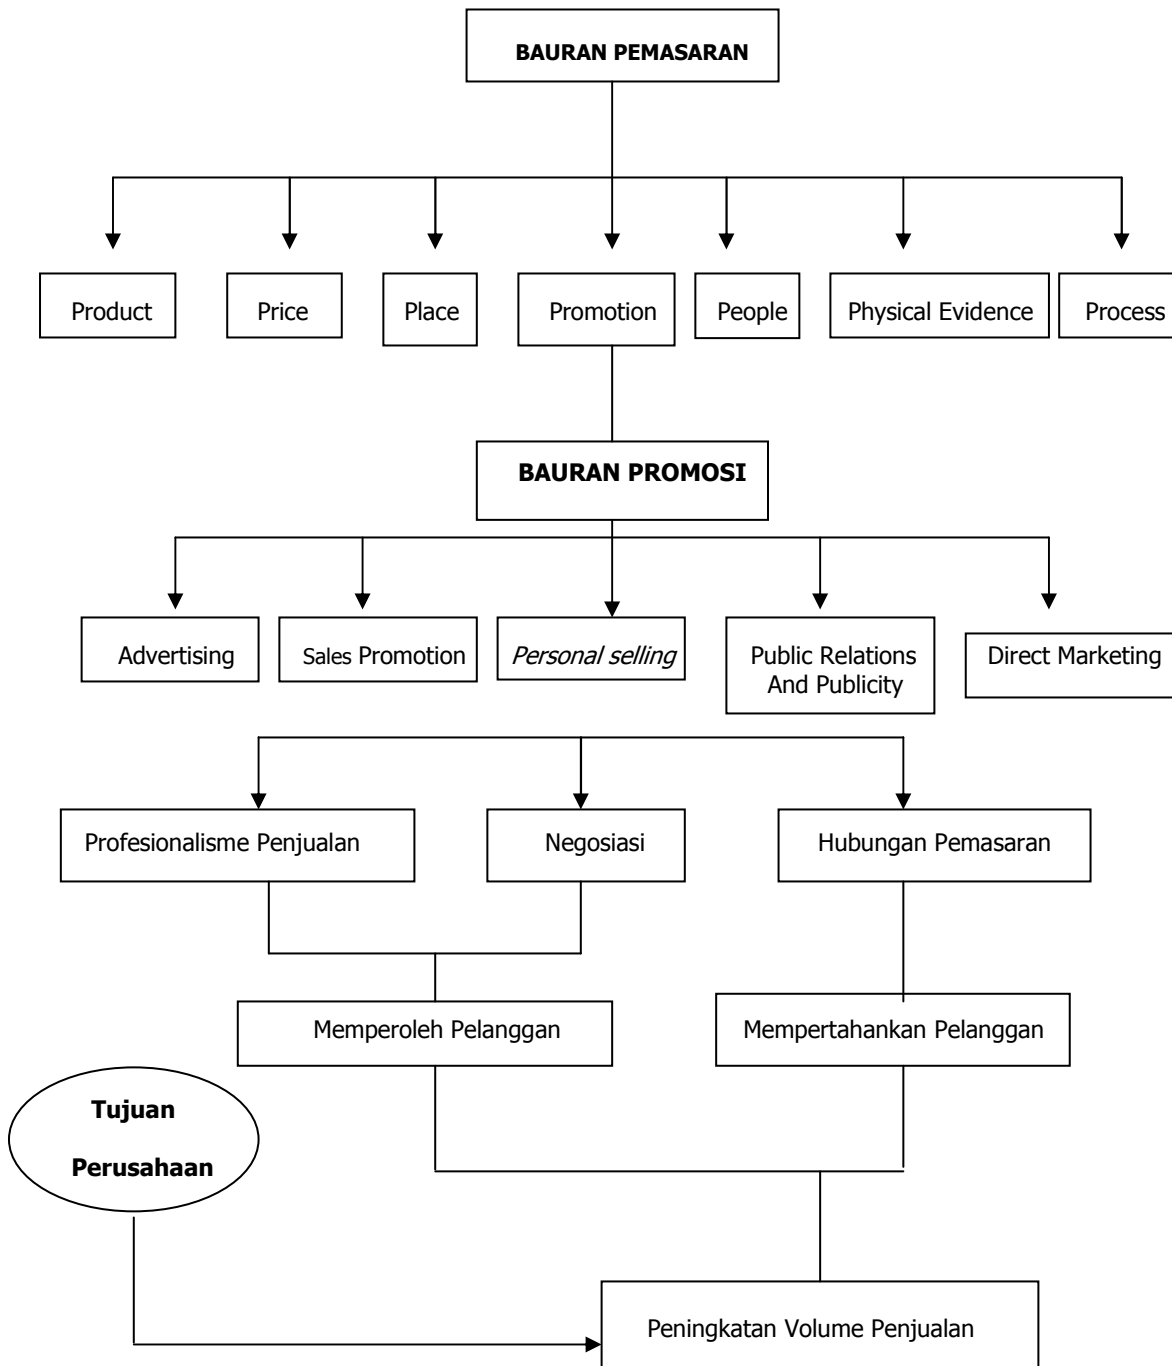 BAURAN PEMASARAN
Product
Price
Place
Promotion
People
Physical Evidence
Process
BAURAN PROMOSI
Advertising
Sales Promotion
Personal selling
Public Relations
And Publicity
Direct Marketing
Profesionalisme Penjualan
Negosiasi
Hubungan Pemasaran
Memperoleh Pelanggan
Mempertahankan Pelanggan
Tujuan
Perusahaan
Peningkatan Volume Penjualan